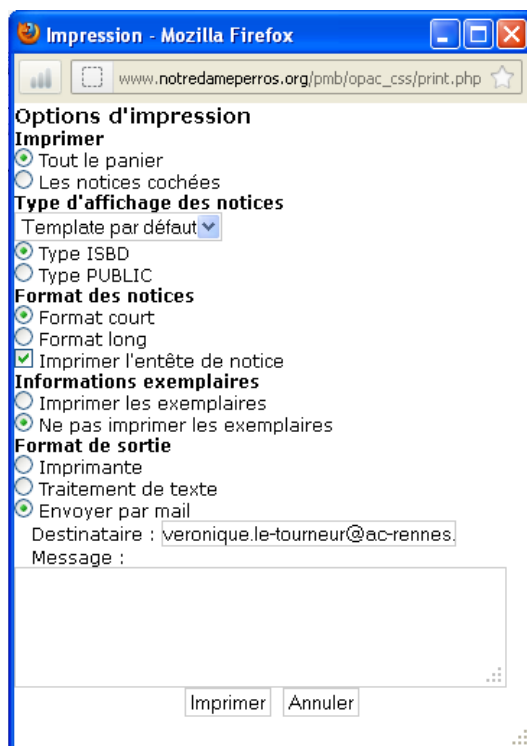 Impression - Mozilla Firefox
www.notredameperros.org/pmb/opac_css/print.php
Options d'impression
Imprimer
Tout le panier
Les notices cochées
Type d'affichage des notices
Template par défaut
Type ISBD
Type PUBLIC
Format des notices
Format court
Format long
Imprimer l'entête de notice
Informations exemplaires
Imprimer les exemplaires
Ne pas imprimer les exemplaires
Format de sortie
Imprimante
Traitement de texte
Envoyer par mail
Destinataire : veronique.le-tourneur@ac-rennes.
Message :
Imprimer Annuler